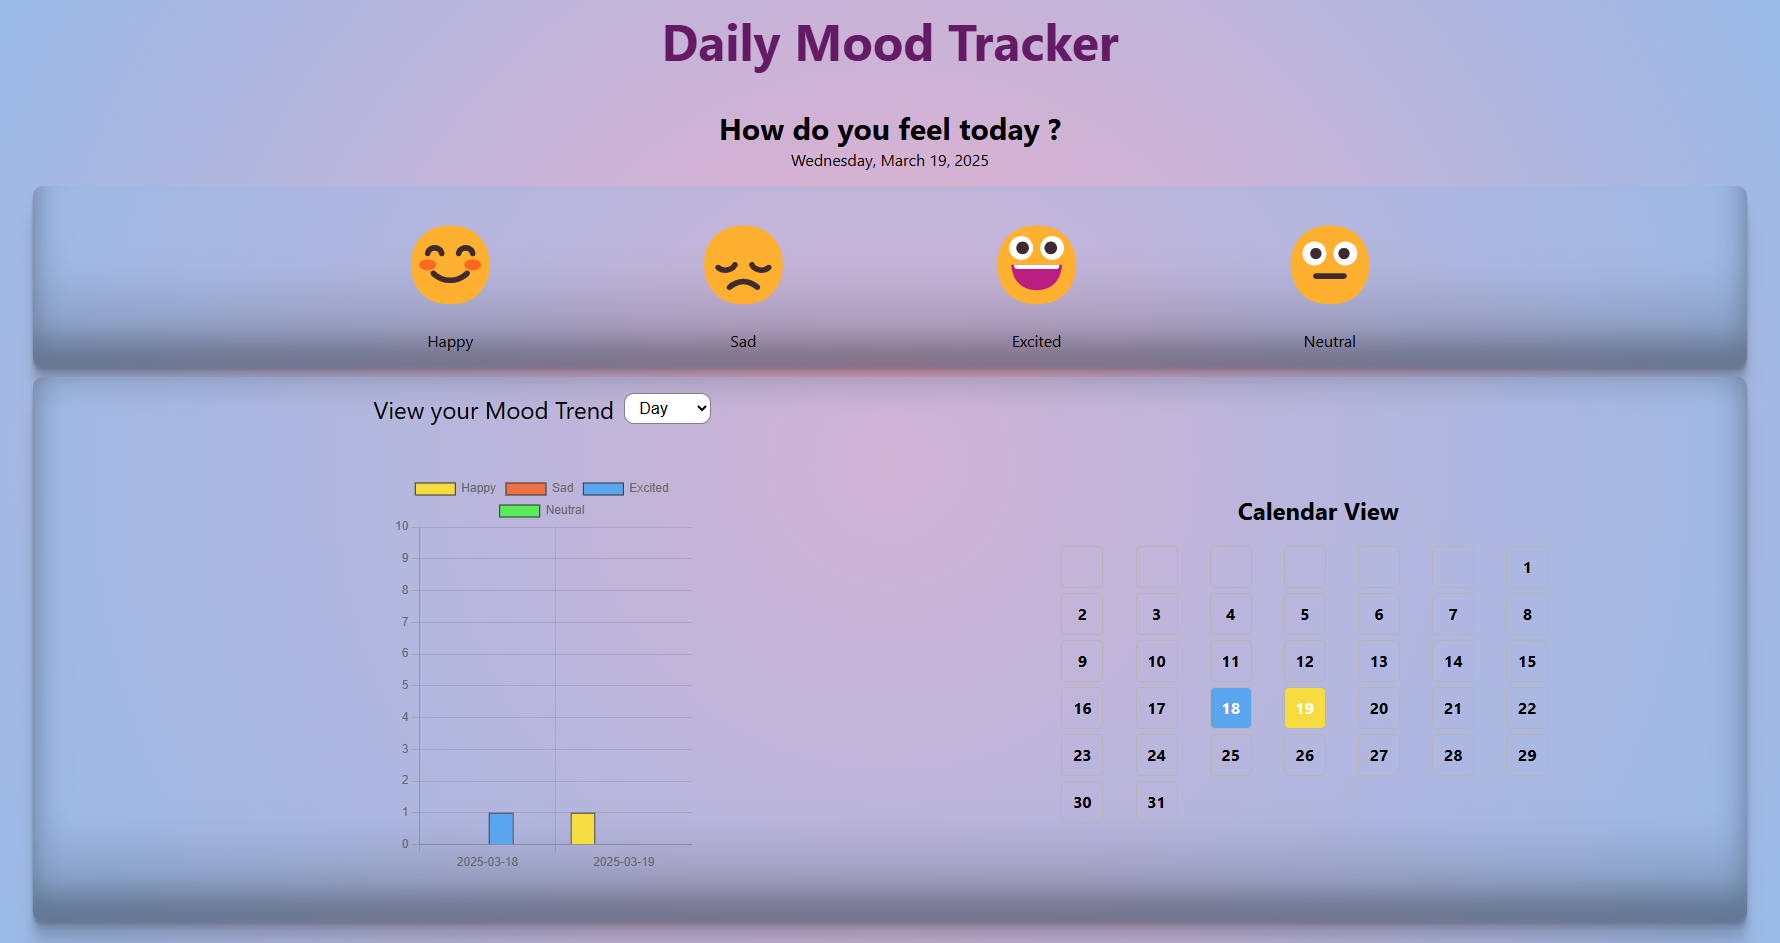 Daily Mood Tracker
How do you feel today ?
Wednesday, March 19, 2025
Happy Sad Excited Neutral
View your Mood Trend Day
Happy Sad Excited
Neutral
10
9
8
7
6
5
4
3
2
1
0
2025-03-18 2025-03-19
Calendar View
1
2 3 4 5 6 7 8
9 10 11 12 13 14 15
16 17 18 19 20 21 22
23 24 25 26 27 28 29
30 31